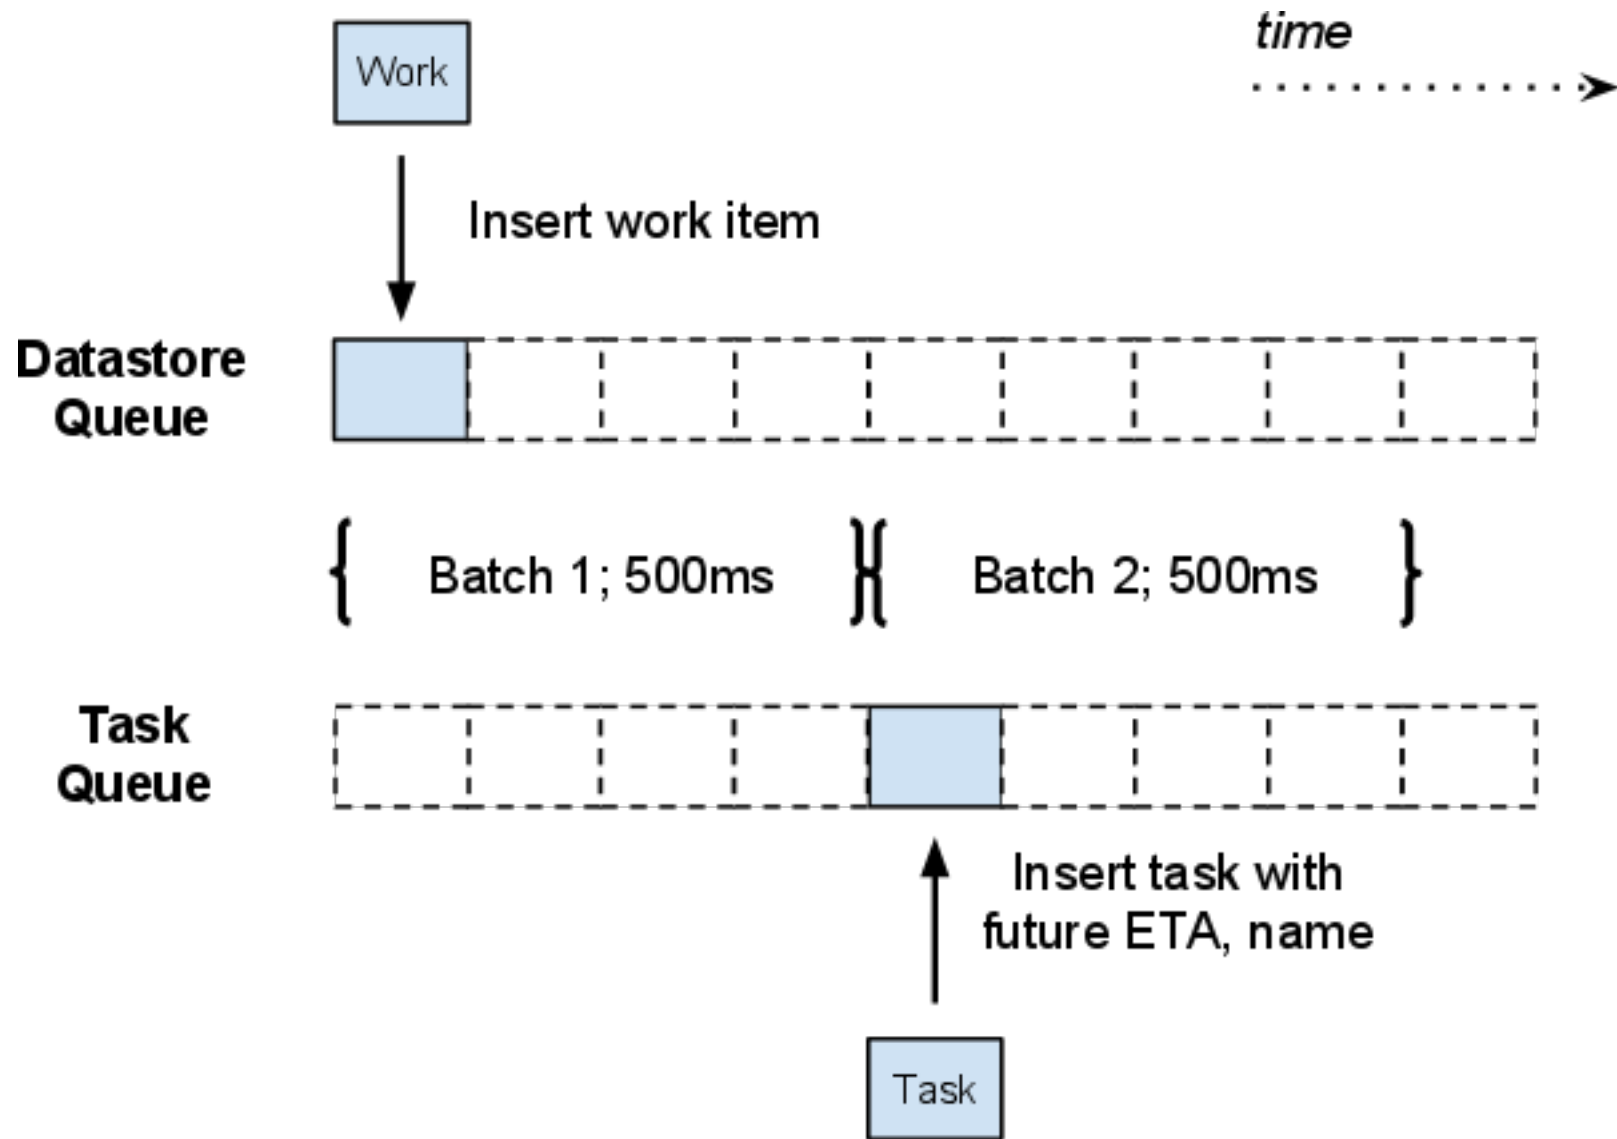 time
Work
Insert work item
Datastore
Queue
{ Batch 1; 500ms }{ Batch 2; 500ms }
Task
Queue
Insert task with
future ETA, name
Task